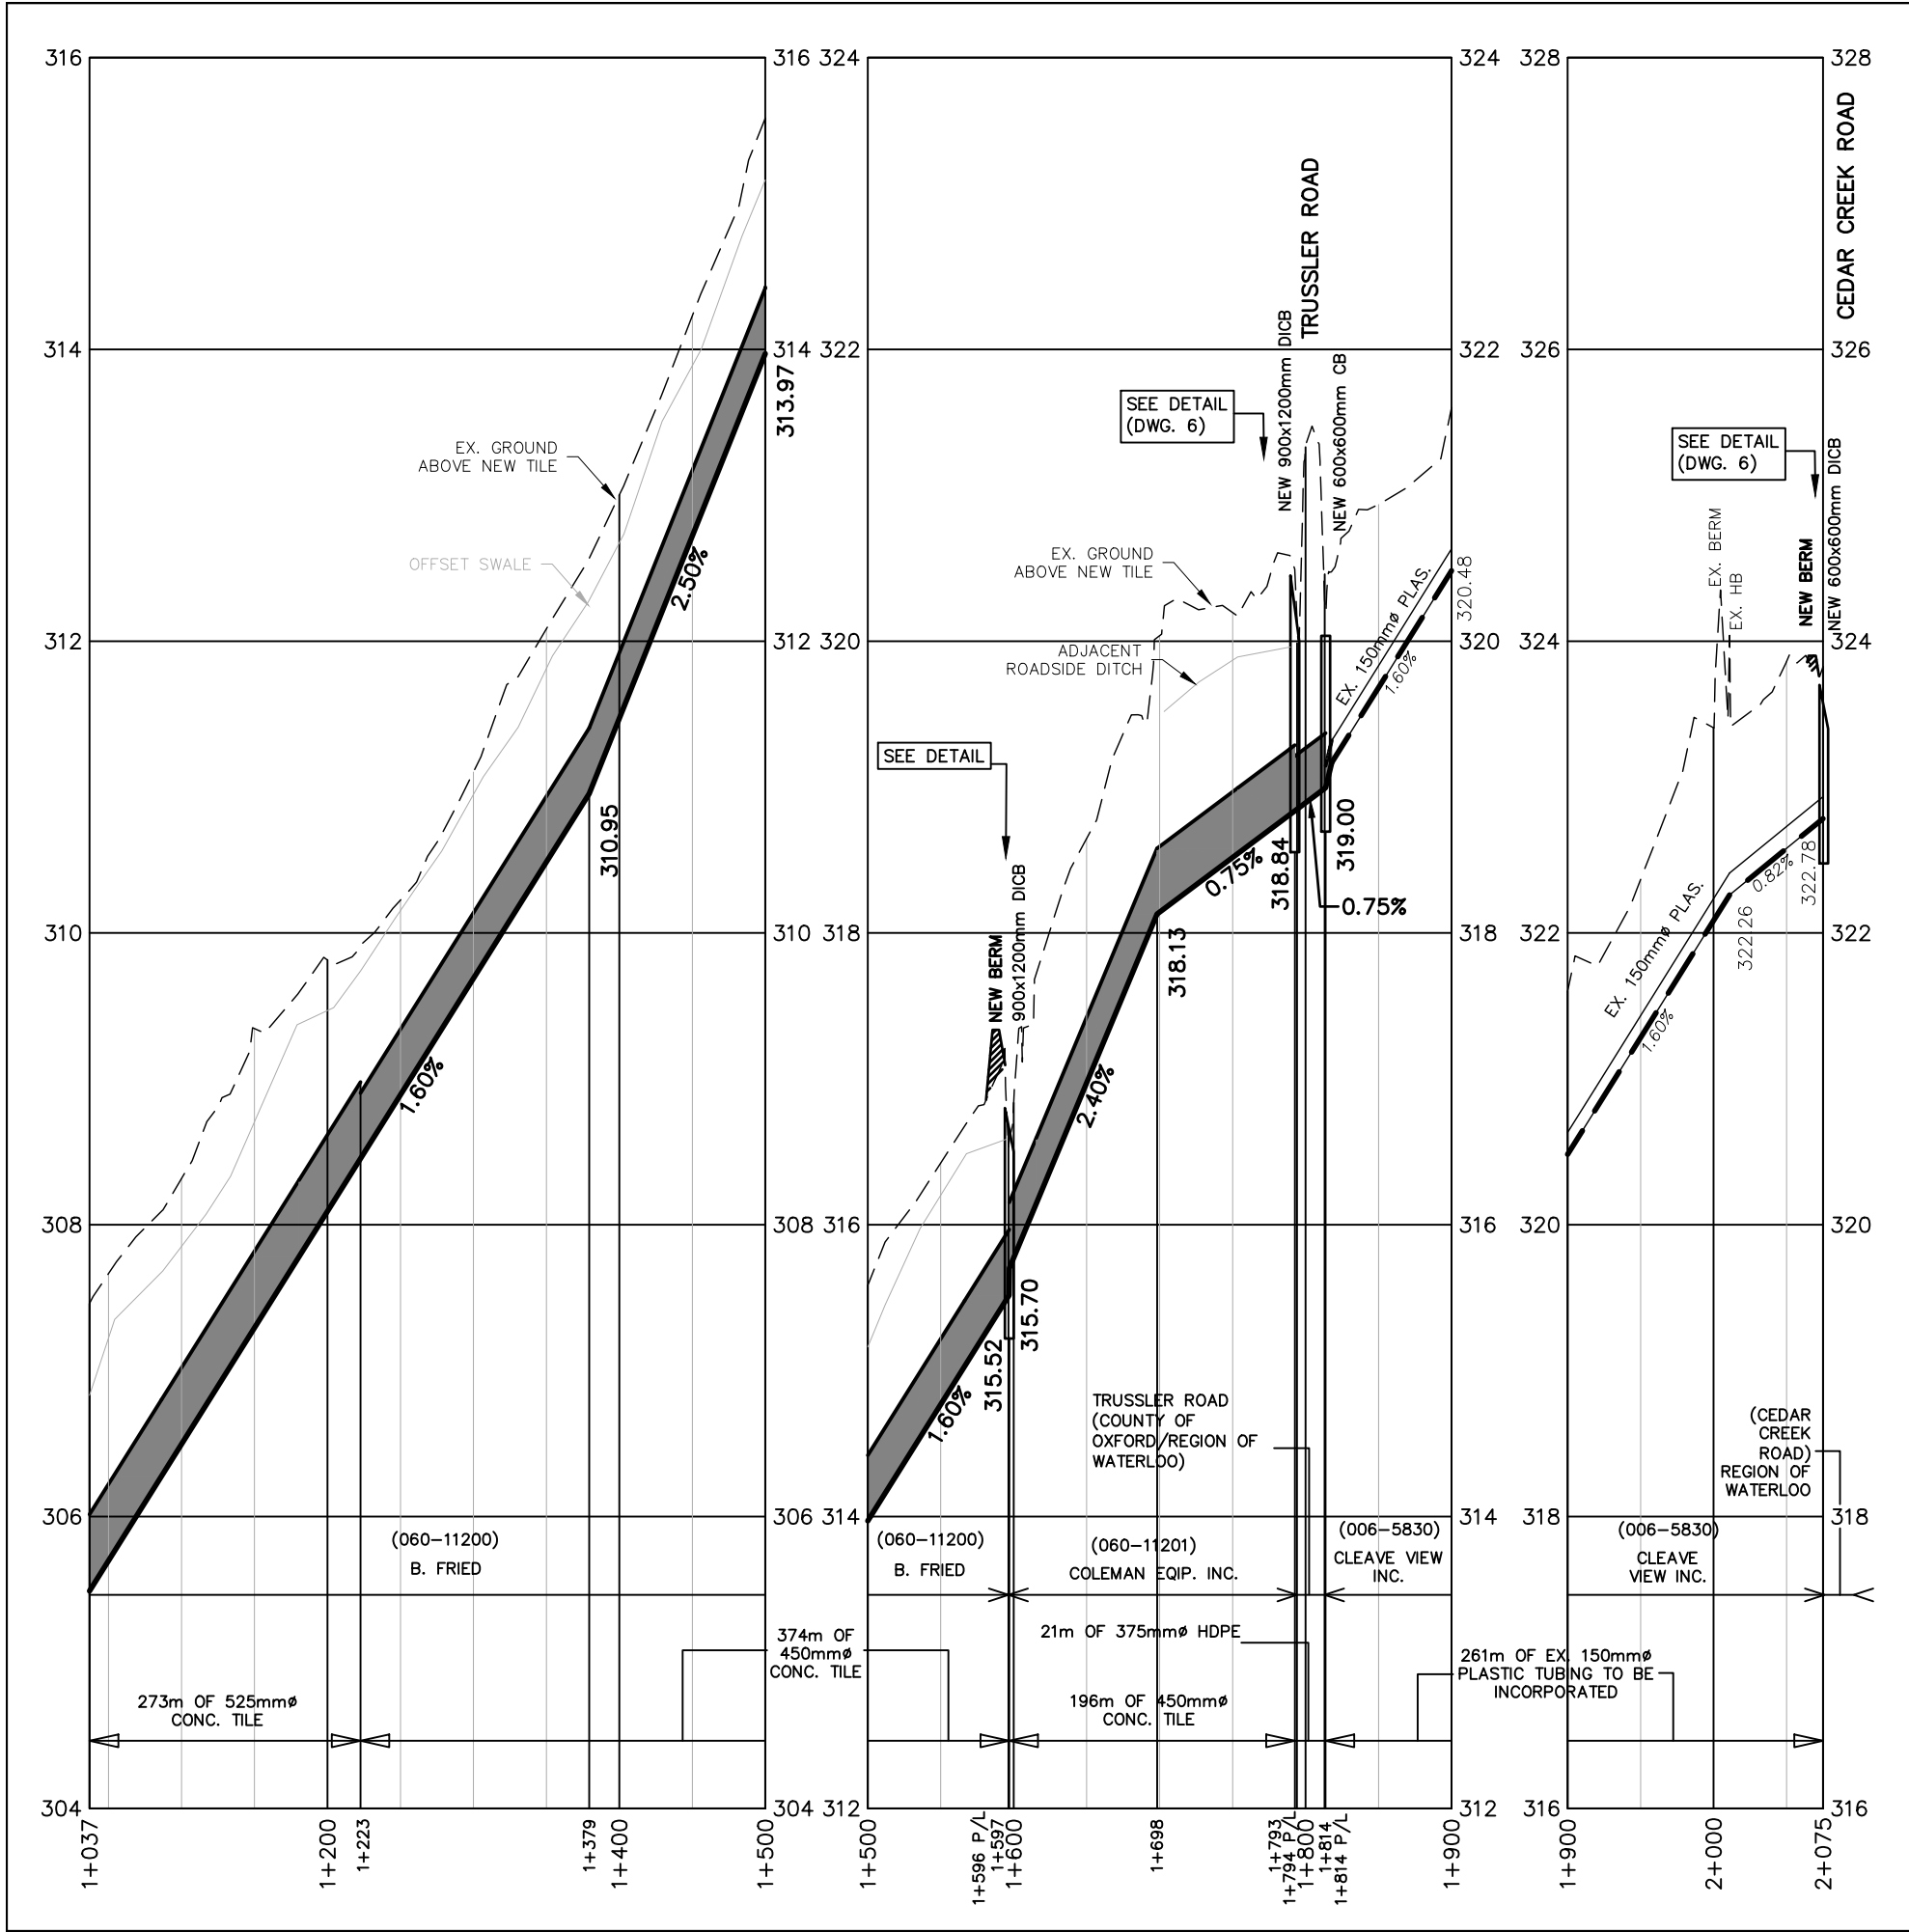 316
314
312
310
308
306
304
316
314
312
310
308
306
304
EX. GROUND
ABOVE NEW TILE
OFFSET SWALE
2.50%
313.97
310.95
1.60%
(060-11200)
B. FRIED
374m OF
450mmø
CONC. TILE
273m OF 525mmø
CONC. TILE
1+037
1+200
1+223
1+379
1+400
1+500
324
322
320
318
316
314
312
324
322
320
318
316
314
312
TRUSSLER ROAD
NEW 900x1200mm DICB
NEW 600x600mm CB
SEE DETAIL
(DWG. 6)
EX. GROUND
ABOVE NEW TILE
ADJACENT
ROADSIDE DITCH
EX. 150mmø PLAS.
1.60%
320.48
SEE DETAIL
NEW BERM
900x1200mm DICB
0.75%
318.84
319.00
0.75%
318.13
2.40%
315.70
315.52
1.60%
TRUSSLER ROAD
(COUNTY OF
OXFORD/REGION OF
WATERLOO)
(060-11200)
B. FRIED
(060-11201)
COLEMAN EQIP. INC.
(006-5830)
CLEAVE VIEW
INC.
21m OF 375mmø HDPE
196m OF 450mmø
CONC. TILE
261m OF EX. 150mmø
PLASTIC TUBING TO BE
INCORPORATED
1+500
1+596 P/L
1+597
1+600
1+698
1+793
1+794 P/L
1+800
1+814
1+814 P/L
1+900
328
326
324
322
320
318
316
328
326
324
322
320
318
316
CEDAR CREEK ROAD
SEE DETAIL
(DWG. 6)
NEW BERM
NEW 600x600mm DICB
EX. BERM
EX. HB
EX. 150mmø PLAS.
1.60%
0.82%
322.26
322.78
(CEDAR
CREEK
ROAD)
REGION OF
WATERLOO
(006-5830)
CLEAVE
VIEW INC.
1+900
2+000
2+075